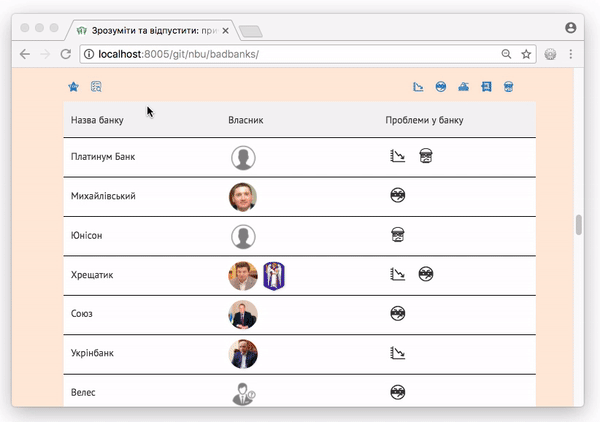 Зрозуміти та відпустити: при
localhost:8005/git/nbu/badbanks/
Назва банку Власник Проблеми у банку
Платинум Банк
Михайлівський
Юнісон
Хрещатик
Союз
Укрінбанк
Велес